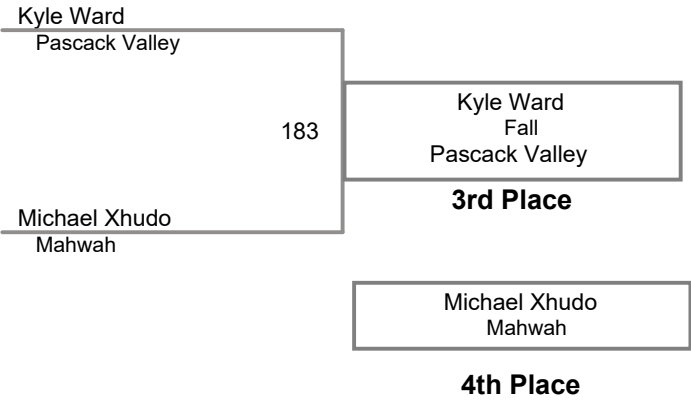 Kyle Ward
Pascack Valley
183
Kyle Ward
Fall
Pascack Valley
3rd Place
Michael Xhudo
Mahwah
Michael Xhudo
Mahwah
4th Place